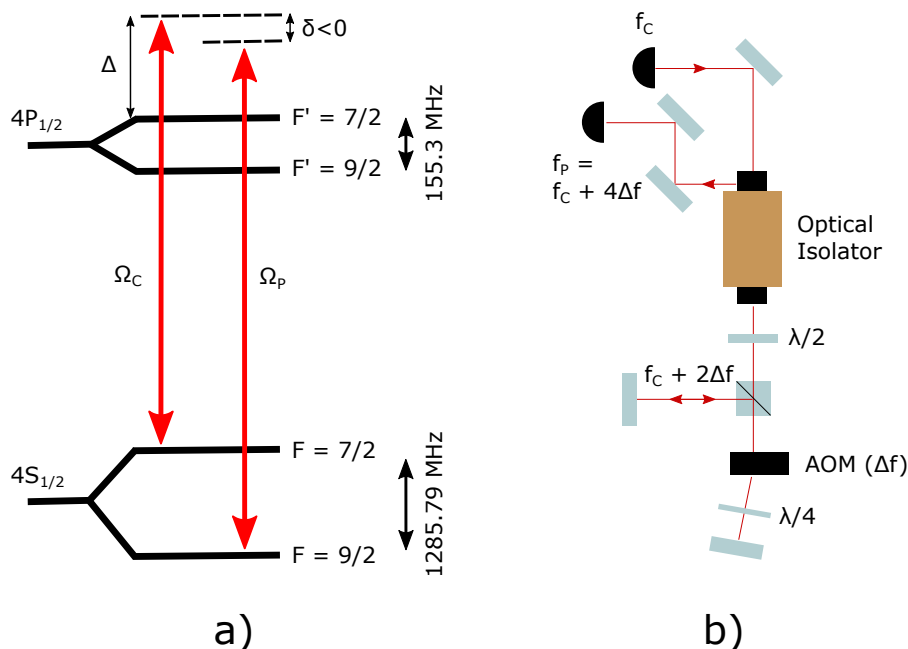 δ<0
Δ
4P1/2
F' = 7/2
F' = 9/2
155.3 MHz
ΩC
ΩP
4S1/2
F = 7/2
F = 9/2
1285.79 MHz
a)
fC
fP =
fC + 4Δf
Optical
Isolator
λ/2
fC + 2Δf
AOM (Δf)
λ/4
b)